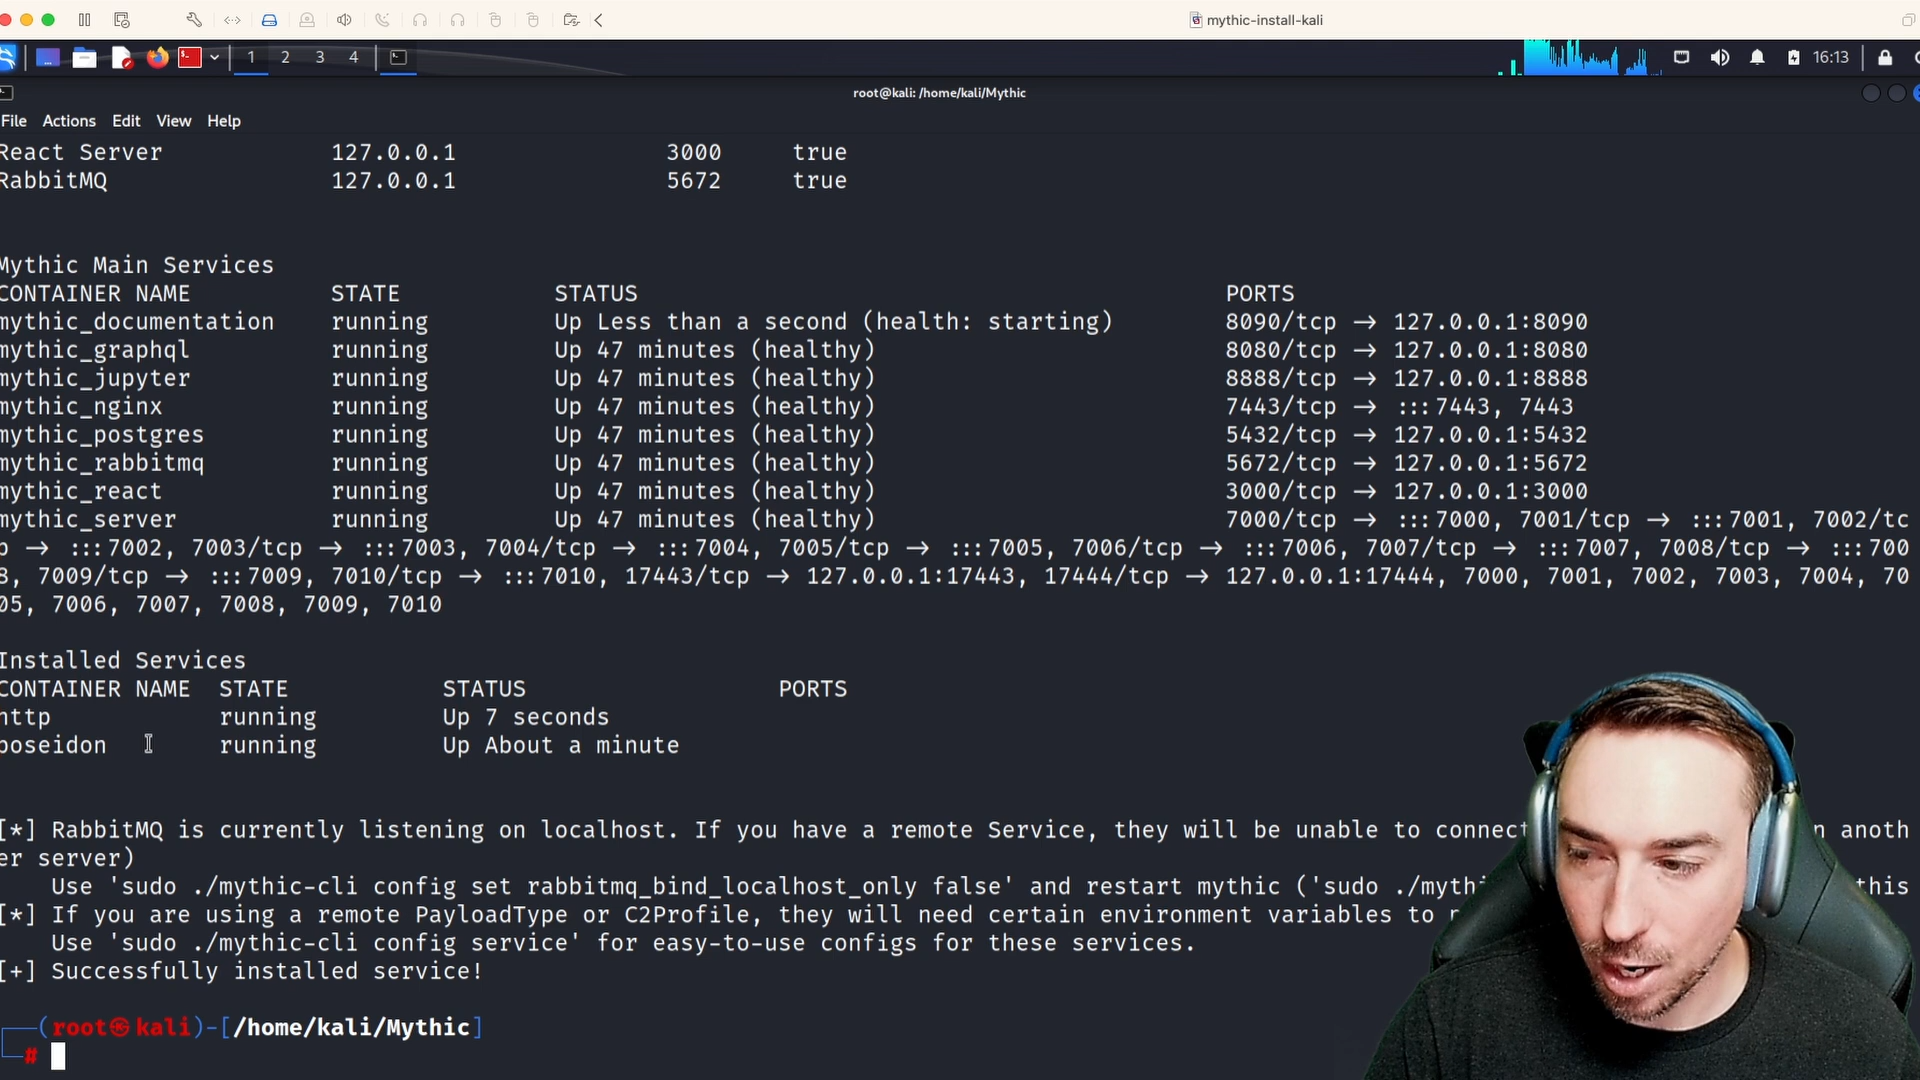 mythic-install-kali
1 2 3 4 16:13
root@kali: /home/kali/Mythic
File Actions Edit View Help
React Server 127.0.0.1 3000 true
RabbitMQ 127.0.0.1 5672 true
Mythic Main Services
CONTAINER NAME STATE STATUS PORTS
mythic_documentation running Up Less than a second (health: starting) 8090/tcp → 127.0.0.1:8090
mythic_graphql running Up 47 minutes (healthy) 8080/tcp → 127.0.0.1:8080
mythic_jupyter running Up 47 minutes (healthy) 8888/tcp → 127.0.0.1:8888
mythic_nginx running Up 47 minutes (healthy) 7443/tcp → :::7443, 7443
mythic_postgres running Up 47 minutes (healthy) 5432/tcp → 127.0.0.1:5432
mythic_rabbitmq running Up 47 minutes (healthy) 5672/tcp → 127.0.0.1:5672
mythic_react running Up 47 minutes (healthy) 3000/tcp → 127.0.0.1:3000
mythic_server running Up 47 minutes (healthy) 7000/tcp → :::7000, 7001/tcp → :::7001, 7002/tc
p → :::7002, 7003/tcp → :::7003, 7004/tcp → :::7004, 7005/tcp → :::7005, 7006/tcp → :::7006, 7007/tcp → :::7007, 7008/tcp → :::700
8, 7009/tcp → :::7009, 7010/tcp → :::7010, 17443/tcp → 127.0.0.1:17443, 17444/tcp → 127.0.0.1:17444, 7000, 7001, 7002, 7003, 7004, 70
05, 7006, 7007, 7008, 7009, 7010
Installed Services
CONTAINER NAME STATE STATUS PORTS
http running Up 7 seconds
poseidon running Up About a minute
[*] RabbitMQ is currently listening on localhost. If you have a remote Service, they will be unable to connect anoth
er server)
Use 'sudo ./mythic-cli config set rabbitmq_bind_localhost_only false' and restart mythic ('sudo ./myth this
[*] If you are using a remote PayloadType or C2Profile, they will need certain environment variables to
Use 'sudo ./mythic-cli config service' for easy-to-use configs for these services.
[+] Successfully installed service!
(root㉿kali)-[/home/kali/Mythic]
#